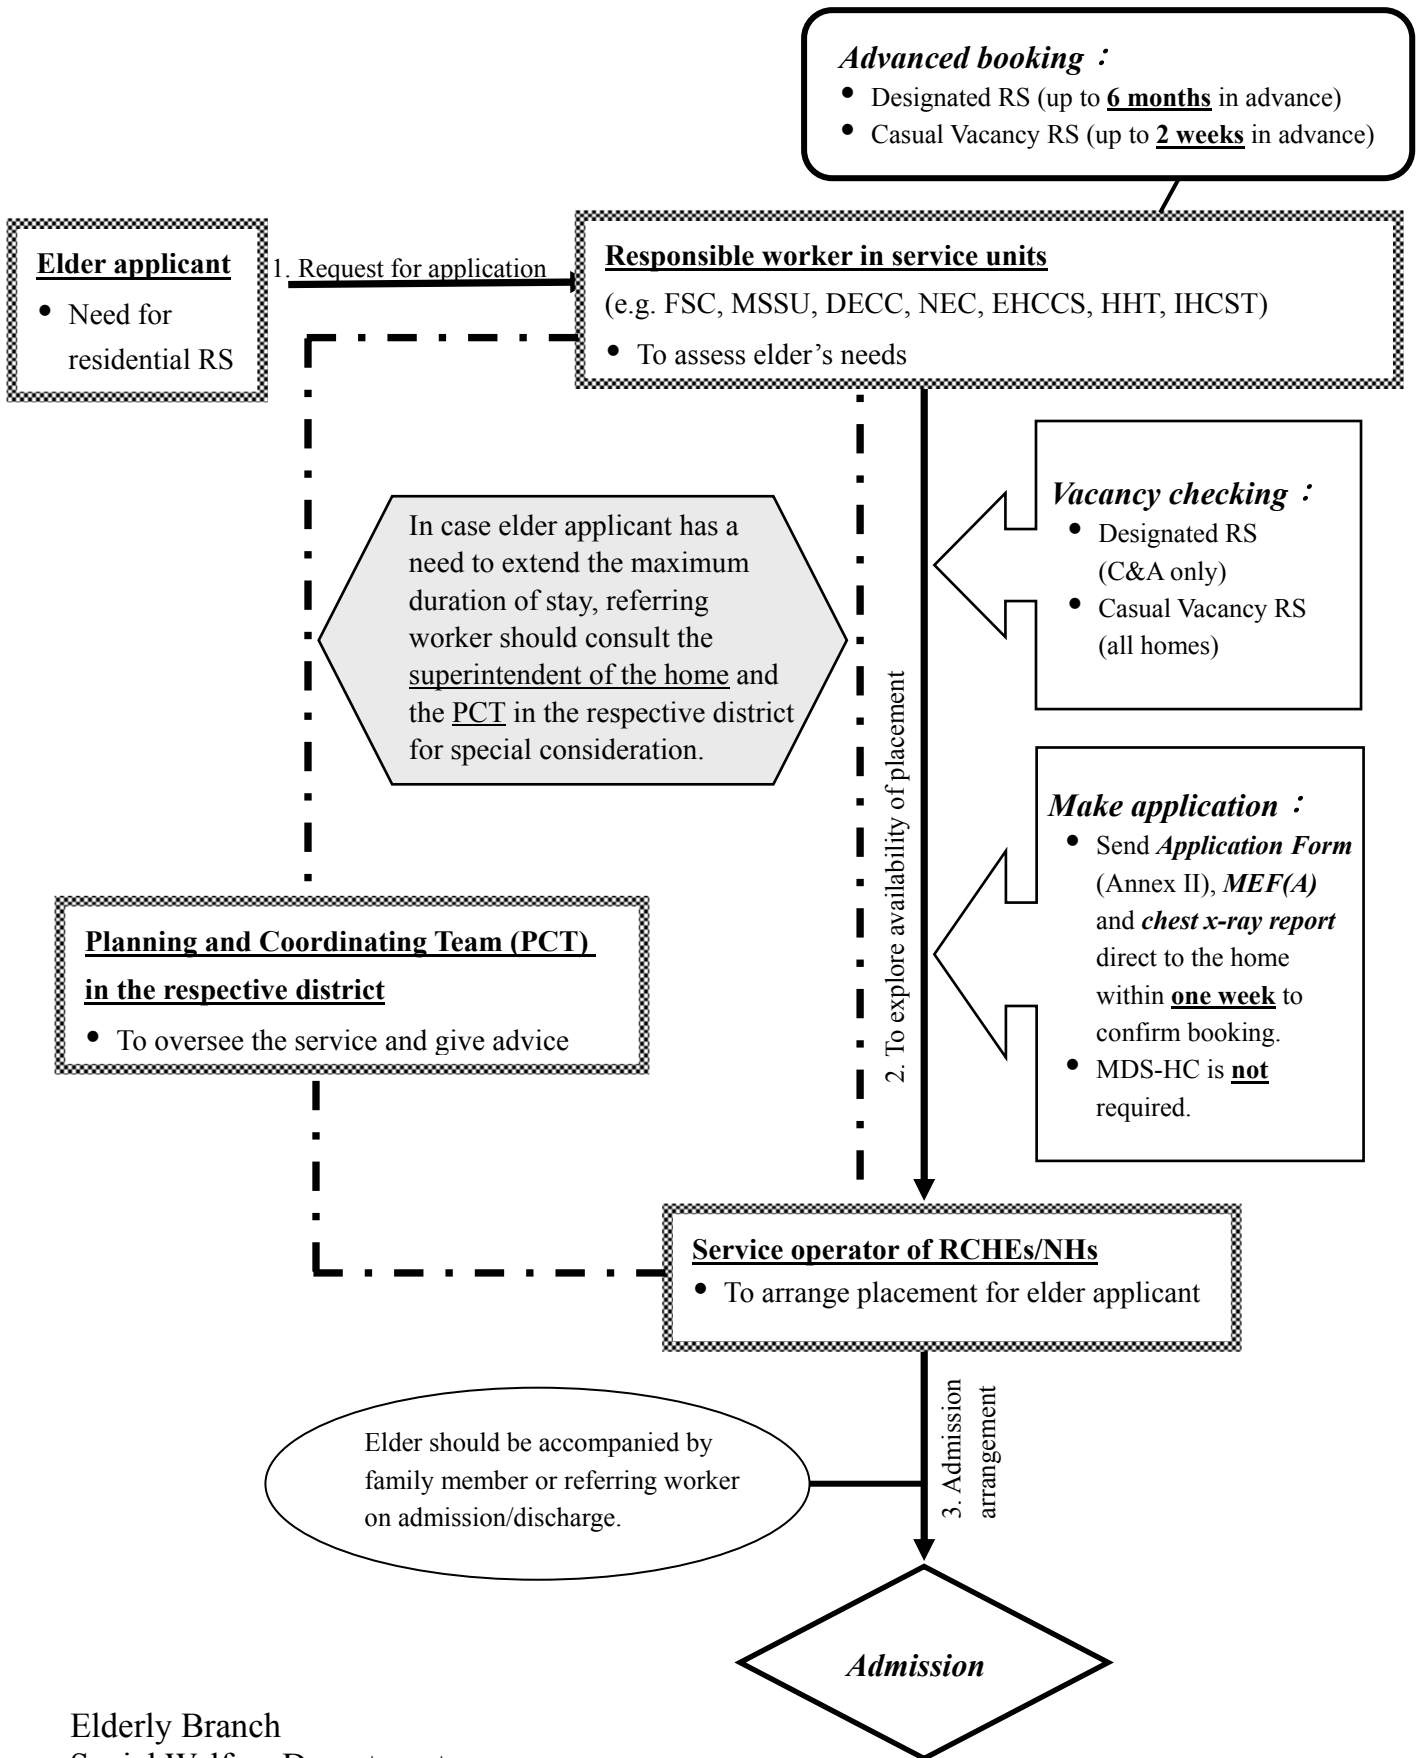 Advanced booking：
• Designated RS (up to 6 months in advance)
• Casual Vacancy RS (up to 2 weeks in advance)
Elder applicant
• Need for
residential RS
1. Request for application
Responsible worker in service units
(e.g. FSC, MSSU, DECC, NEC, EHCCS, HHT, IHCST)
• To assess elder’s needs
Vacancy checking：
• Designated RS
(C&A only)
• Casual Vacancy RS
(all homes)
In case elder applicant has a
need to extend the maximum
duration of stay, referring
worker should consult the
superintendent of the home and
the PCT in the respective district
for special consideration.
2. To explore availability of placement
Make application：
• Send Application Form
(Annex II), MEF(A)
and chest x-ray report
direct to the home
within one week to
confirm booking.
• MDS-HC is not
required.
Planning and Coordinating Team (PCT)
in the respective district
• To oversee the service and give advice
Service operator of RCHEs/NHs
• To arrange placement for elder applicant
3. Admission
arrangement
Elder should be accompanied by
family member or referring worker
on admission/discharge.
Admission
Elderly Branch
Social Welfare Department